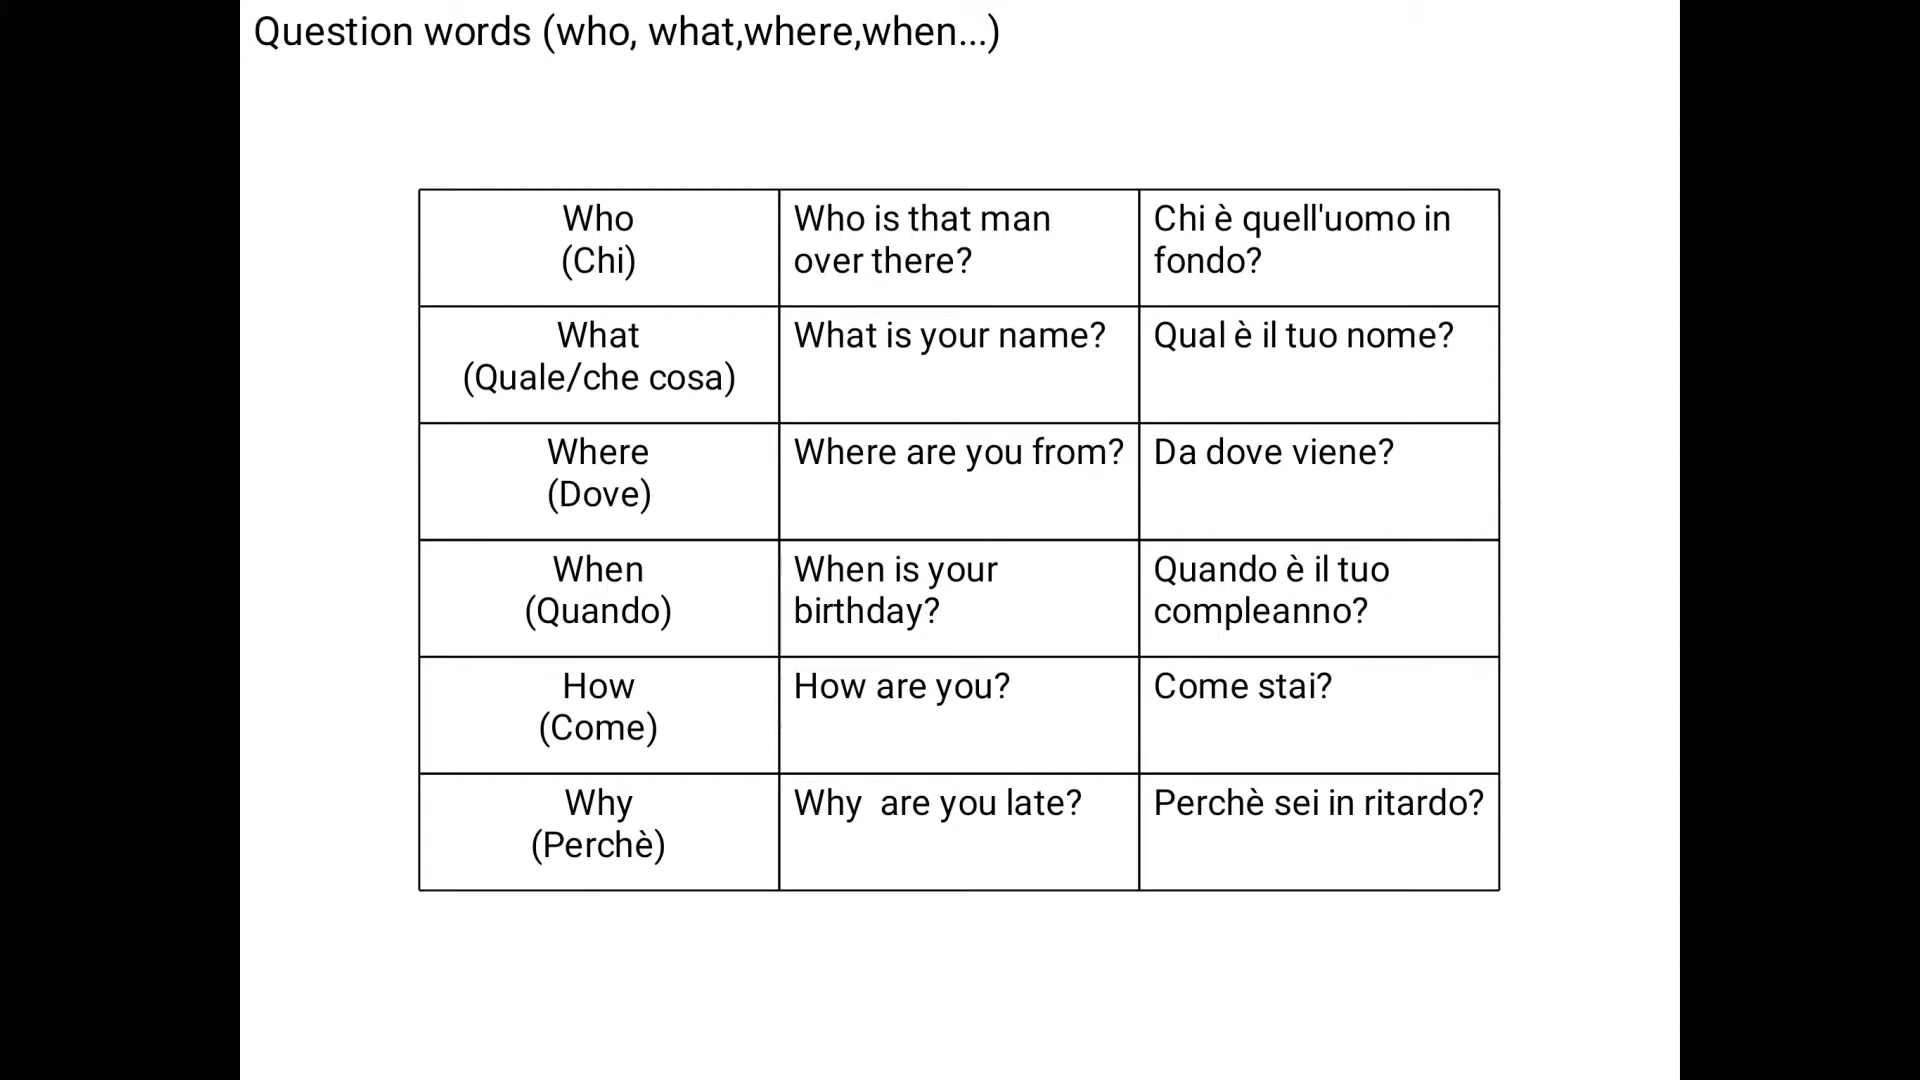 Question words (who, what,where,when...)
Who
(Chi)
Who is that man
over there?
Chi è quell'uomo in
fondo?
What
(Quale/che cosa)
What is your name?
Qual è il tuo nome?
Where
(Dove)
Where are you from?
Da dove viene?
When
(Quando)
When is your
birthday?
Quando è il tuo
compleanno?
How
(Come)
How are you?
Come stai?
Why
(Perchè)
Why  are you late?
Perchè sei in ritardo?